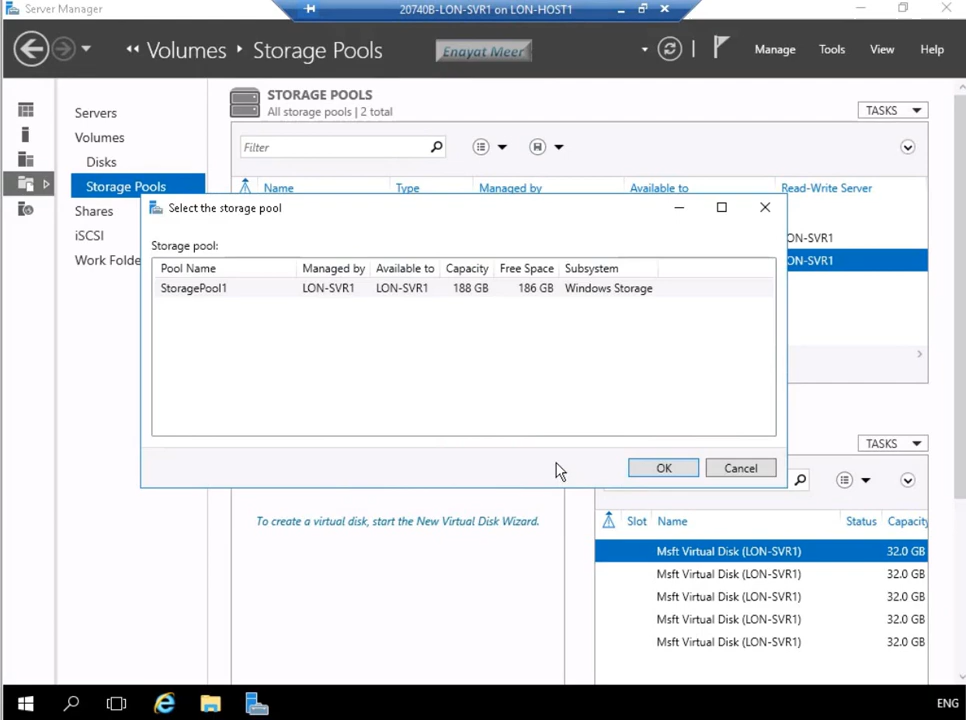 Server Manager
20740B-LON-SVR1 on LON-HOST1
Volumes Storage Pools
Enayat Meer
Manage Tools View Help
Servers
Volumes
Disks
Storage Pools
Shares
iSCSI
Work Folde
STORAGE POOLS
All storage pools | 2 total
TASKS
Filter
Name Type Managed by Available to Read-Write Server
ON-SVR1
ON-SVR1
Select the storage pool
Storage pool:
Pool Name Managed by Available to Capacity Free Space Subsystem
StoragePool1 LON-SVR1 LON-SVR1 188 GB 186 GB Windows Storage
OK Cancel
TASKS
To create a virtual disk, start the New Virtual Disk Wizard.
Slot Name Status Capacity
Msft Virtual Disk (LON-SVR1) 32.0 GB
Msft Virtual Disk (LON-SVR1) 32.0 GB
Msft Virtual Disk (LON-SVR1) 32.0 GB
Msft Virtual Disk (LON-SVR1) 32.0 GB
Msft Virtual Disk (LON-SVR1) 32.0 GB
ENG